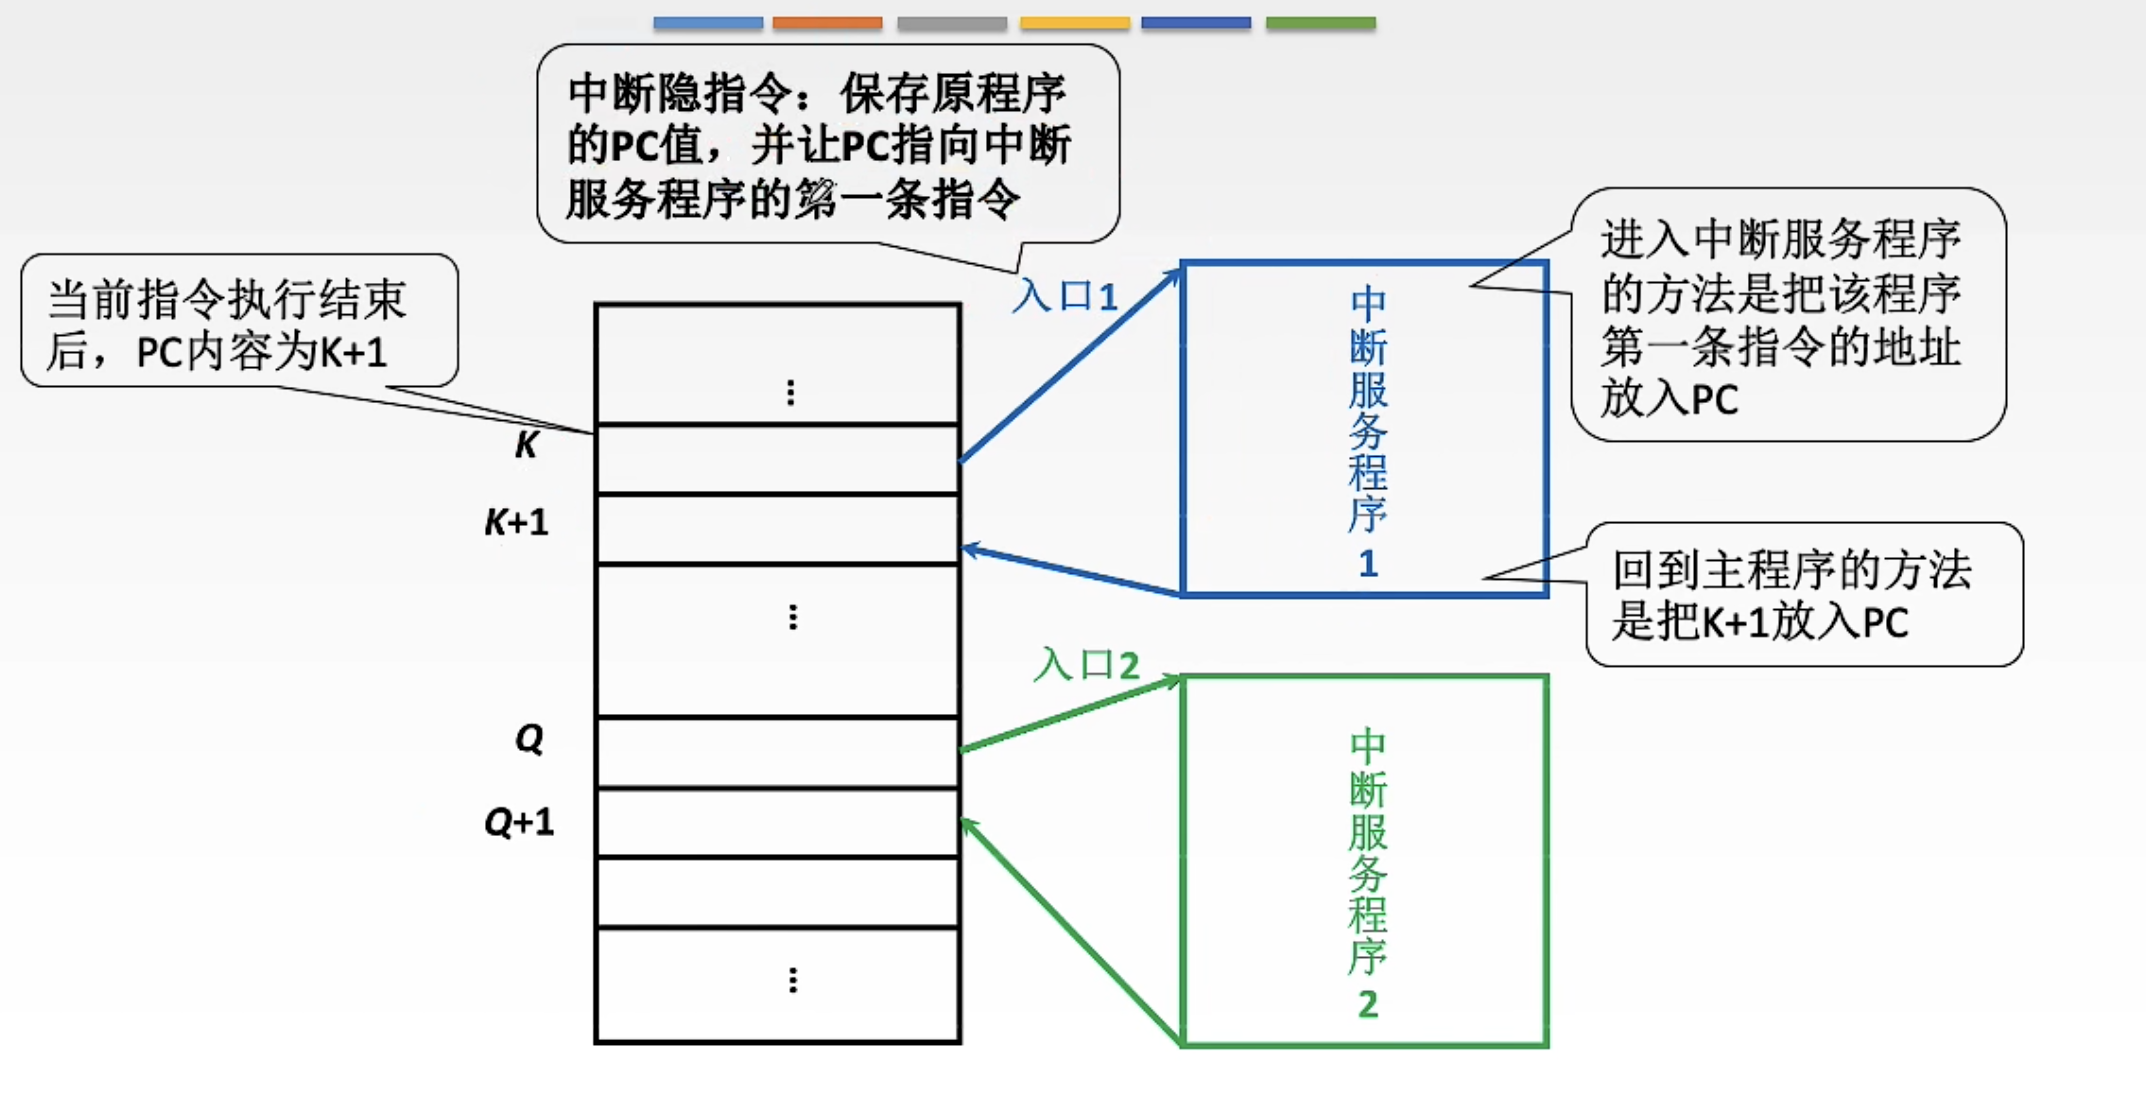 中断隐指令：保存原程序
的PC值，并让PC指向中断
服务程序的第一条指令
当前指令执行结束
后，PC内容为K+1
进入中断服务程序
的方法是把该程序
第一条指令的地址
放入PC
入口1
中断服务程序1
⋮
K
K+1
回到主程序的方法
是把K+1放入PC
⋮
入口2
Q
Q+1
中断服务程序2
⋮